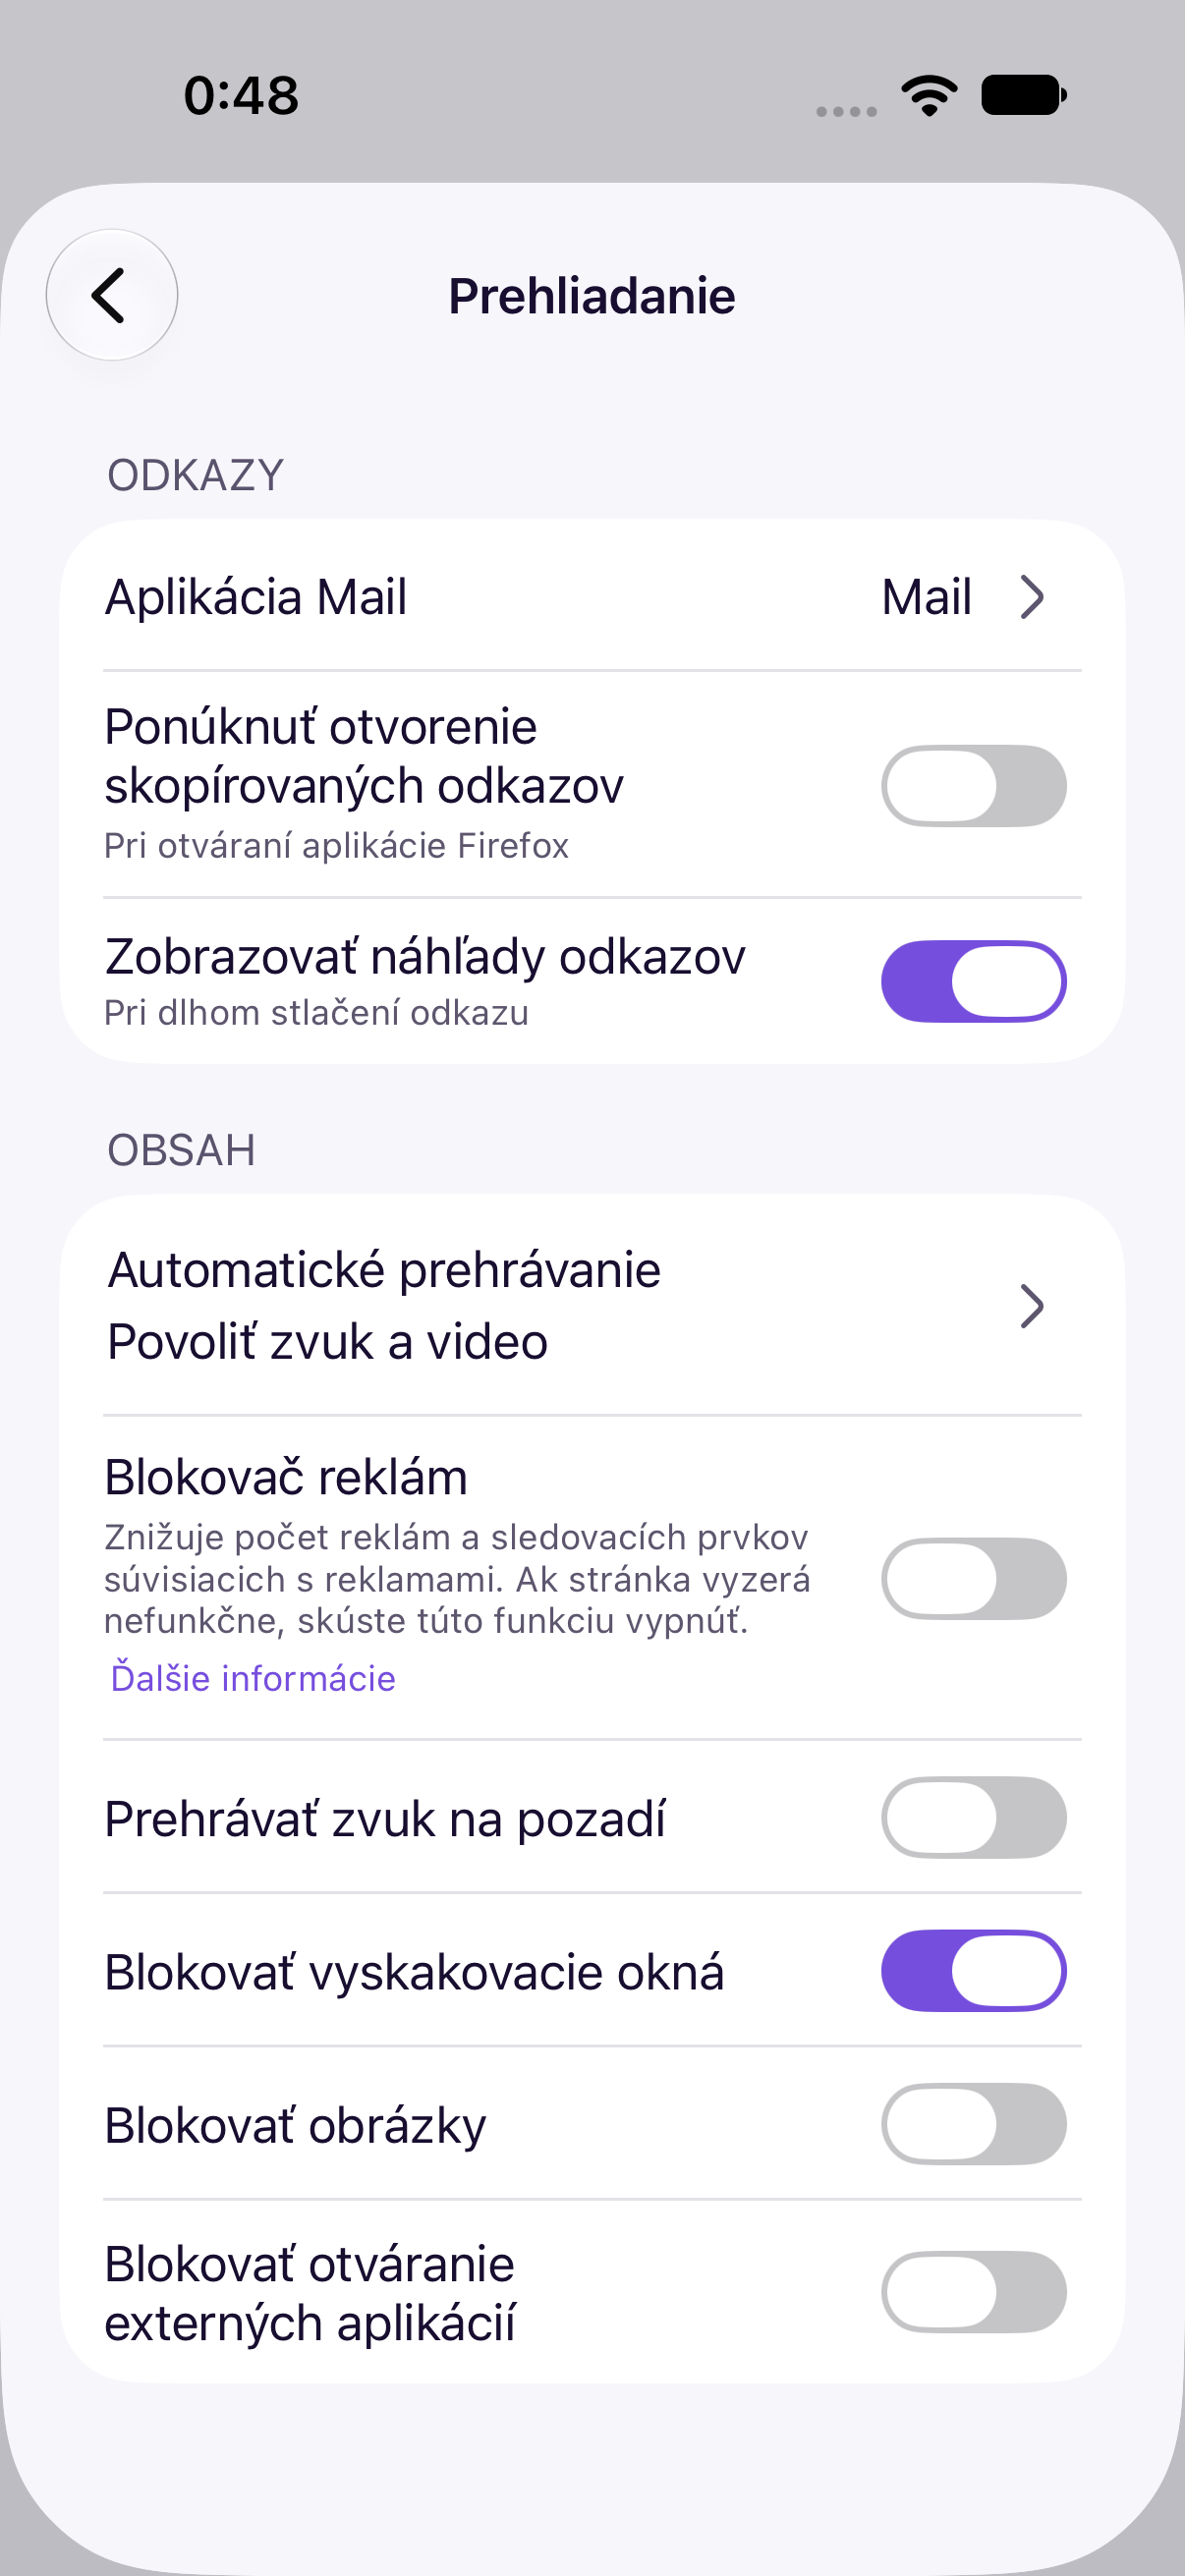 0:48
Prehliadanie
ODKAZY
Aplikácia Mail
Mail
Ponúknuť otvorenie
skopírovaných odkazov
Pri otváraní aplikácie Firefox
Zobrazovať náhľady odkazov
Pri dlhom stlačení odkazu
OBSAH
Automatické prehrávanie
Povoliť zvuk a video
Blokovač reklám
Znižuje počet reklám a sledovacích prvkov
súvisiacich s reklamami. Ak stránka vyzerá
nefunkčne, skúste túto funkciu vypnúť.
Ďalšie informácie
Prehrávať zvuk na pozadí
Blokovať vyskakovacie okná
Blokovať obrázky
Blokovať otváranie
externých aplikácií